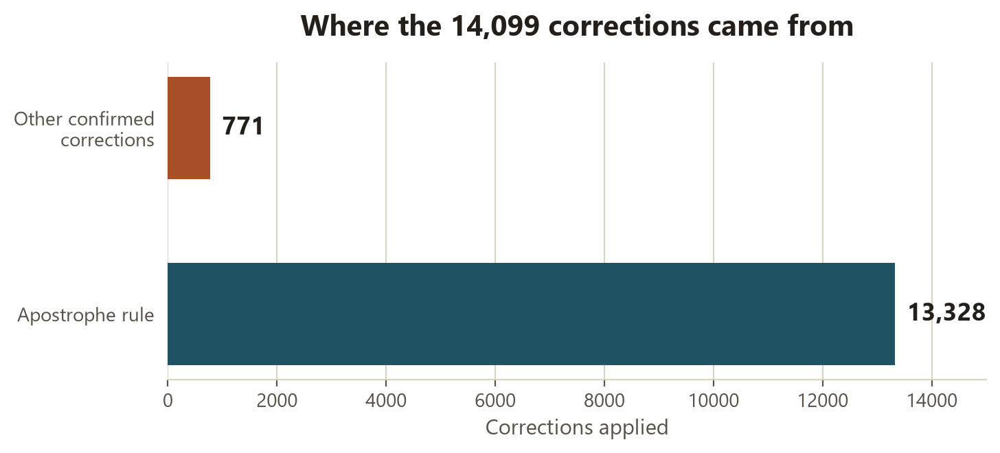 Where the 14,099 corrections came from
Other confirmed
corrections
771
Apostrophe rule
13,328
0 2000 4000 6000 8000 10000 12000 14000
Corrections applied